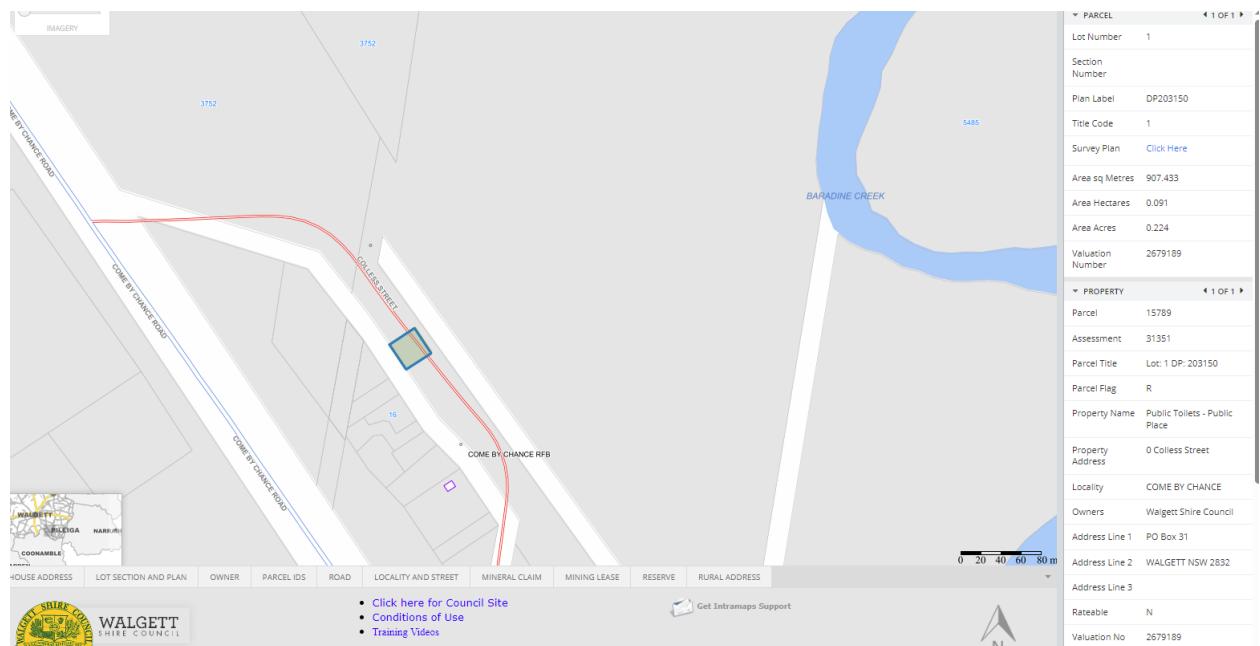 IMAGERY
3752
3752
5485
COME BY CHANCE ROAD
BARADINE CREEK
COLLESS STREET
COME BY CHANCE ROAD
16
COME BY CHANCE RFB
COME BY CHANCE ROAD
WALGETT
PILLIGA
COONAMBLE
0 20 40 60 80 m
HOUSE ADDRESS LOT SECTION AND PLAN OWNER PARCEL IDS ROAD LOCALITY AND STREET MINERAL CLAIM MINING LEASE RESERVE RURAL ADDRESS
WALGETT SHIRE COUNCIL
WALGETT
SHIRE COUNCIL
• Click here for Council Site
• Conditions of Use
• Training Videos
Get Intramaps Support
N
PARCEL 1 OF 1
Lot Number 1
Section
Number
Plan Label DP203150
Title Code 1
Survey Plan Click Here
Area sq Metres 907.433
Area Hectares 0.091
Area Acres 0.224
Valuation 2679189
Number
PROPERTY 1 OF 1
Parcel 15789
Assessment 31351
Parcel Title Lot: 1 DP: 203150
Parcel Flag R
Property Name Public Toilets - Public
Place
Property 0 Colless Street
Address
Locality COME BY CHANCE
Owners Walgett Shire Council
Address Line 1 PO Box 31
Address Line 2 WALGETT NSW 2832
Address Line 3
Rateable N
Valuation No 2679189